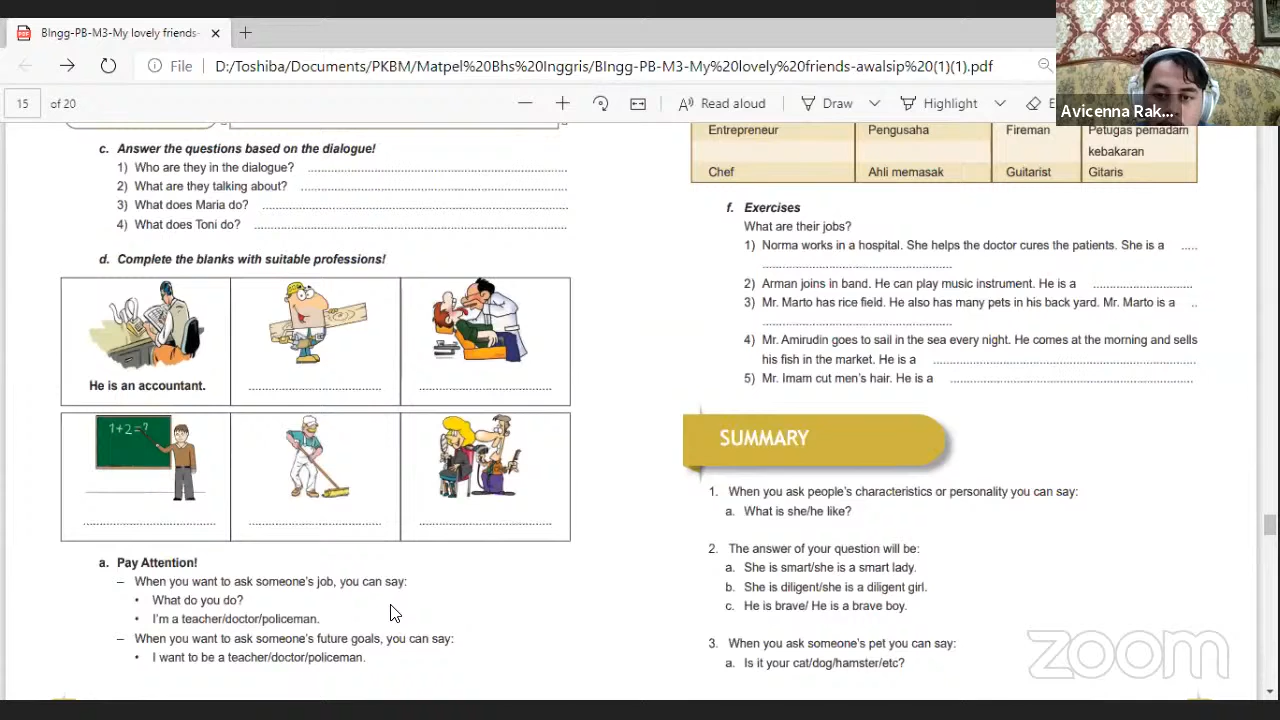 BIngg-PB-M3-My lovely friends-
File D:/Toshiba/Documents/PKBM/Matpel%20Bhs%20Inggris/BIngg-PB-M3-My%20lovely%20friends-awalsip%20(1)(1).pdf
15 of 20 Read aloud Draw Highlight
Avicenna Rak...
c. Answer the questions based on the dialogue!
1) Who are they in the dialogue? ....................
2) What are they talking about? ....................
3) What does Maria do? ....................
4) What does Toni do? ....................
d. Complete the blanks with suitable professions!
He is an accountant.
1+2=?
a. Pay Attention!
– When you want to ask someone's job, you can say:
• What do you do?
• I'm a teacher/doctor/policeman.
– When you want to ask someone's future goals, you can say:
• I want to be a teacher/doctor/policeman.
Entrepreneur Pengusaha Fireman Petugas pemadam
kebakaran
Chef Ahli memasak Guitarist Gitaris
f. Exercises
What are their jobs?
1) Norma works in a hospital. She helps the doctor cures the patients. She is a .....
....................
2) Arman joins in band. He can play music instrument. He is a ....................
3) Mr. Marto has rice field. He also has many pets in his back yard. Mr. Marto is a ..
....................
4) Mr. Amirudin goes to sail in the sea every night. He comes at the morning and sells
his fish in the market. He is a ....................
5) Mr. Imam cut men's hair. He is a ....................
SUMMARY
1. When you ask people's characteristics or personality you can say:
a. What is she/he like?
2. The answer of your question will be:
a. She is smart/she is a smart lady.
b. She is diligent/she is a diligent girl.
c. He is brave/ He is a brave boy.
3. When you ask someone's pet you can say:
a. Is it your cat/dog/hamster/etc?
zoom